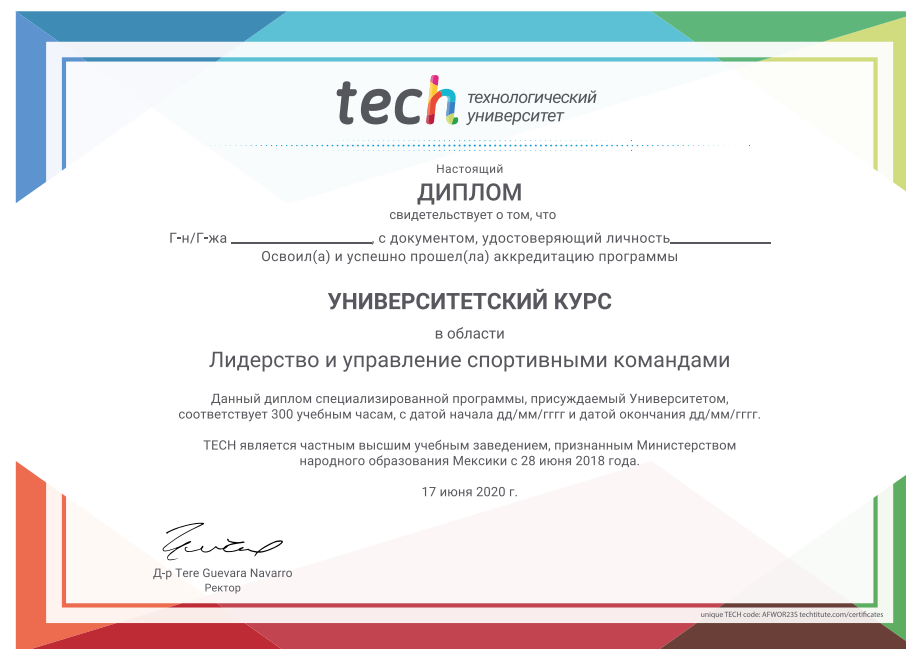 tech технологический
университет
Настоящий
ДИПЛОМ
свидетельствует о том, что
Г-н/Г-жа ____________, с документом, удостоверяющий личность____________
Освоил(а) и успешно прошел(ла) аккредитацию программы
УНИВЕРСИТЕТСКИЙ КУРС
в области
Лидерство и управление спортивными командами
Данный диплом специализированной программы, присуждаемый Университетом,
соответствует 300 учебным часам, с датой начала дд/мм/гггг и датой окончания дд/мм/гггг.
TECH является частным высшим учебным заведением, признанным Министерством
народного образования Мексики с 28 июня 2018 года.
17 июня 2020 г.
Д-р Tere Guevara Navarro
Ректор
unique TECH code: AFWOR23S techtitute.com/certificates